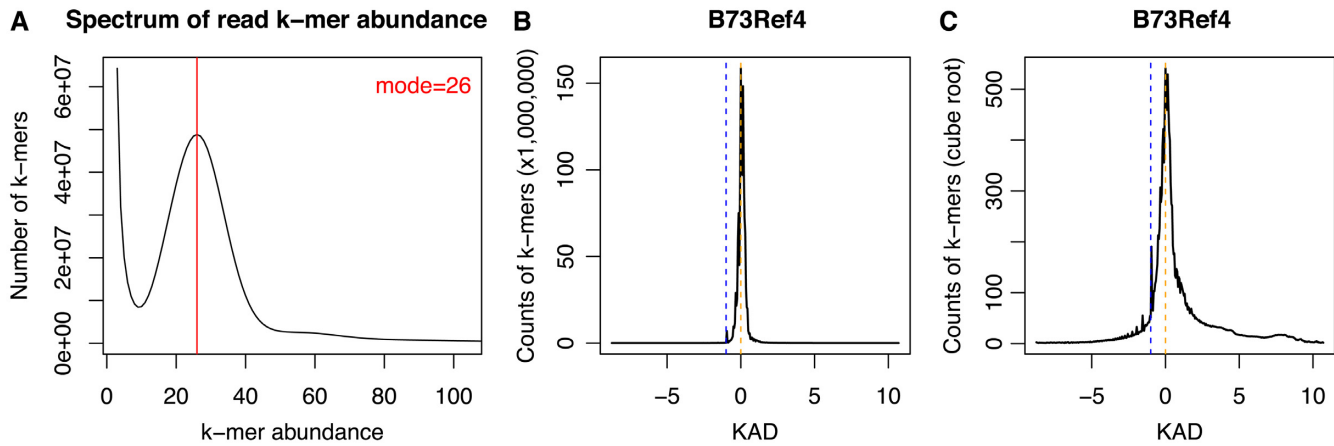 A
Spectrum of read k−mer abundance
mode=26
Number of k−mers
0e+00
2e+07
4e+07
6e+07
0
20
40
60
80
100
k−mer abundance
B
B73Ref4
Counts of k−mers (x1,000,000)
0
50
100
150
−5
0
5
10
KAD
C
B73Ref4
Counts of k−mers (cube root)
0
100
300
500
−5
0
5
10
KAD